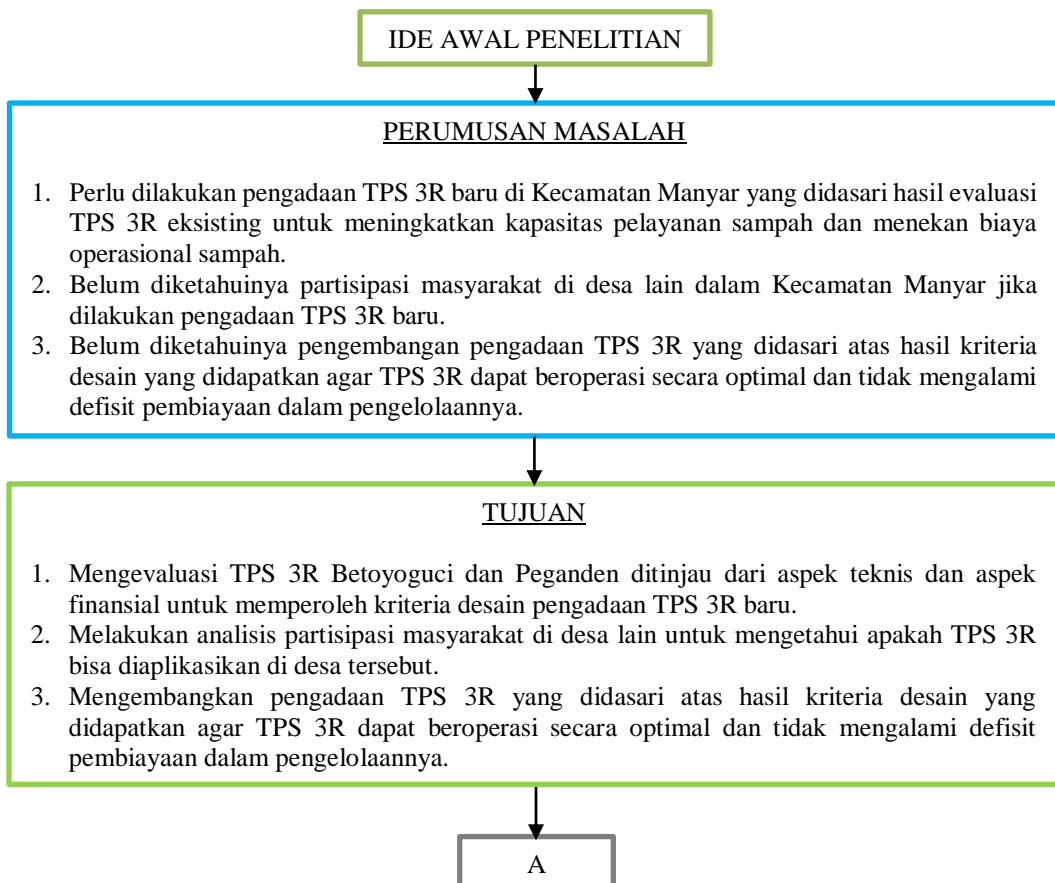 IDE AWAL PENELITIAN
PERUMUSAN MASALAH
1. Perlu dilakukan pengadaan TPS 3R baru di Kecamatan Manyar yang didasari hasil evaluasi
TPS 3R eksisting untuk meningkatkan kapasitas pelayanan sampah dan menekan biaya
operasional sampah.
2. Belum diketahuinya partisipasi masyarakat di desa lain dalam Kecamatan Manyar jika
dilakukan pengadaan TPS 3R baru.
3. Belum diketahuinya pengembangan pengadaan TPS 3R yang didasari atas hasil kriteria
desain yang didapatkan agar TPS 3R dapat beroperasi secara optimal dan tidak mengalami
defisit pembiayaan dalam pengelolaannya.
TUJUAN
1. Mengevaluasi TPS 3R Betoyoguci dan Peganden ditinjau dari aspek teknis dan aspek
finansial untuk memperoleh kriteria desain pengadaan TPS 3R baru.
2. Melakukan analisis partisipasi masyarakat di desa lain untuk mengetahui apakah TPS 3R
bisa diaplikasikan di desa tersebut.
3. Mengembangkan pengadaan TPS 3R yang didasari atas hasil kriteria desain yang
didapatkan agar TPS 3R dapat beroperasi secara optimal dan tidak mengalami defisit
pembiayaan dalam pengelolaannya.
A